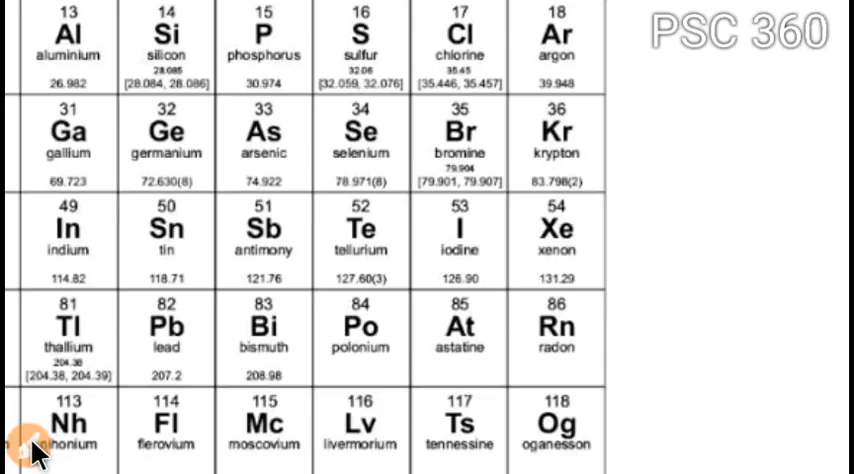 13 14 15 16 17 18 PSC 360
Al Si P S Cl Ar
aluminium silicon phosphorus sulfur chlorine argon
28.085 32.06 35.45
26.982 [28.084, 28.086] 30.974 [32.059, 32.076] [35.446, 35.457] 39.948
31 32 33 34 35 36
Ga Ge As Se Br Kr
gallium germanium arsenic selenium bromine krypton
79.904
69.723 72.630(8) 74.922 78.971(8) [79.901, 79.907] 83.798(2)
49 50 51 52 53 54
In Sn Sb Te I Xe
indium tin antimony tellurium iodine xenon
114.82 118.71 121.76 127.60(3) 126.90 131.29
81 82 83 84 85 86
Tl Pb Bi Po At Rn
thallium lead bismuth polonium astatine radon
204.38
[204.38, 204.39] 207.2 208.98
113 114 115 116 117 118
Nh Fl Mc Lv Ts Og
flerovium moscovium livermorium tennessine oganesson